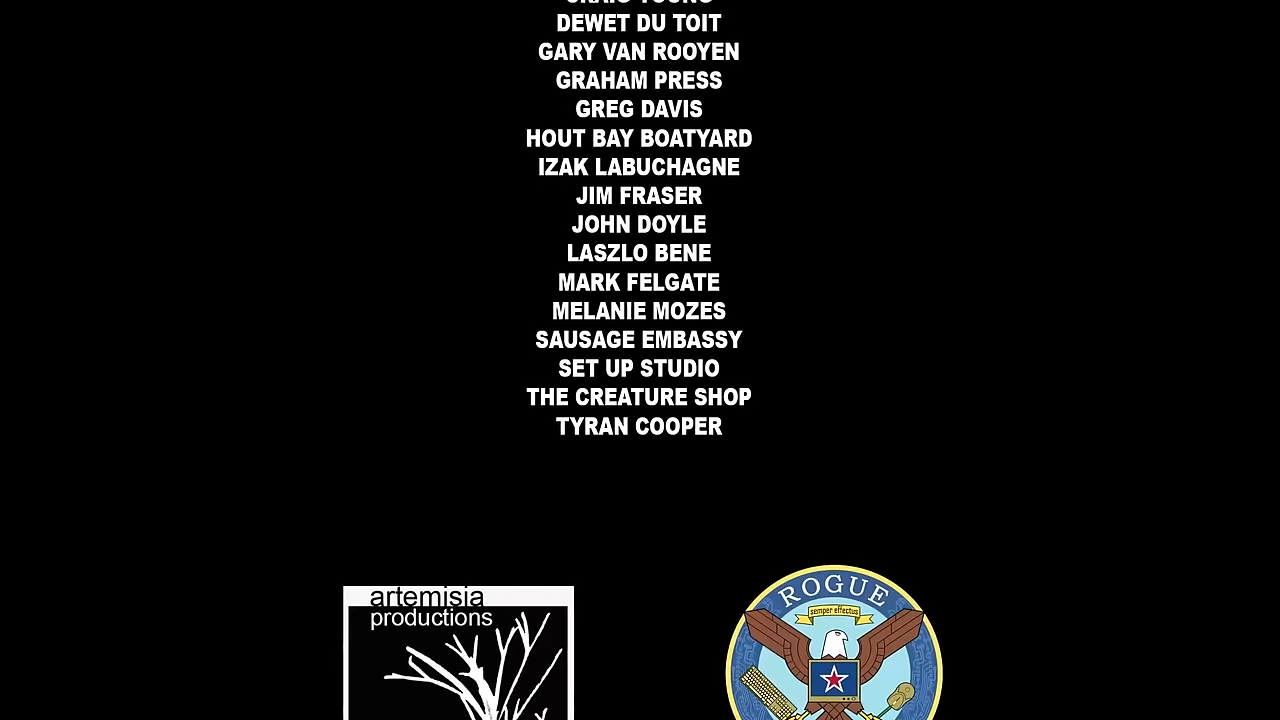 DEWET DU TOIT
GARY VAN ROOYEN
GRAHAM PRESS
GREG DAVIS
HOUT BAY BOATYARD
IZAK LABUCHAGNE
JIM FRASER
JOHN DOYLE
LASZLO BENE
MARK FELGATE
MELANIE MOZES
SAUSAGE EMBASSY
SET UP STUDIO
THE CREATURE SHOP
TYRAN COOPER
artemisia
productions
ROGUE
semper effectus